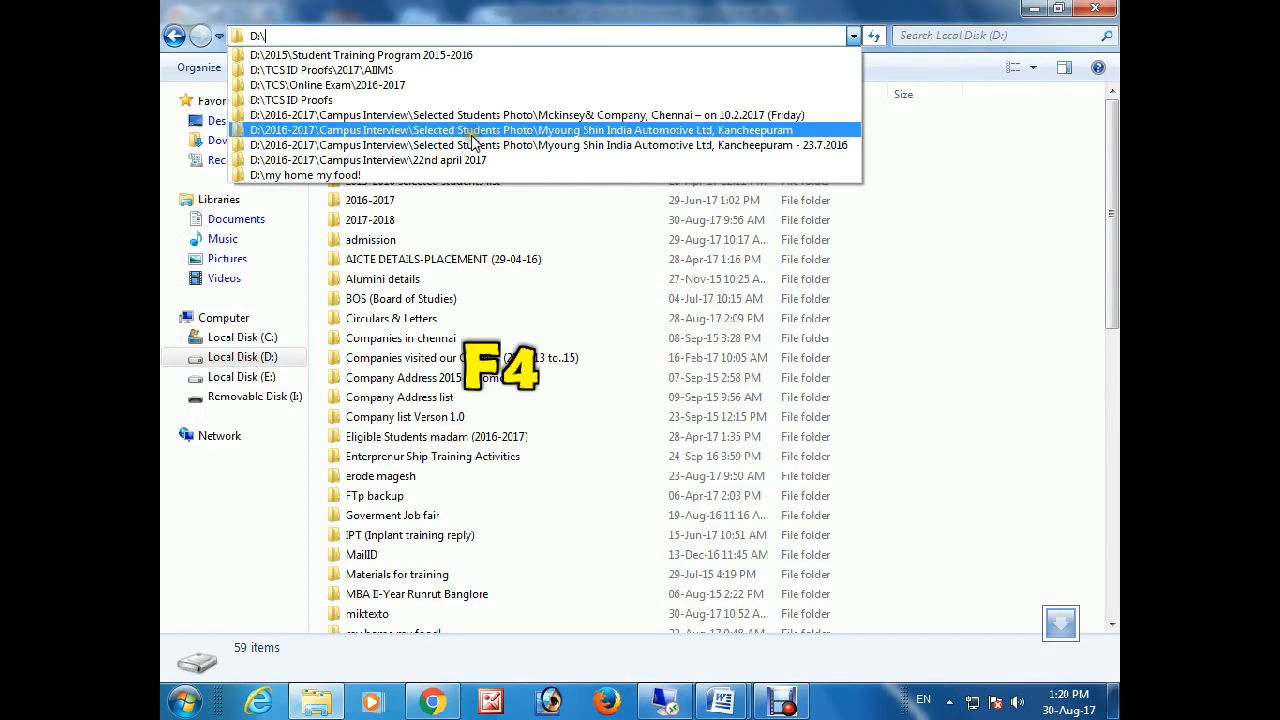 D:\
Search Local Disk (D:)
D:\2015\Student Training Program 2015-2016
D:\TCS ID Proofs\2017\AIIMS
D:\TCS\Online Exam\2016-2017
D:\TCS ID Proofs
D:\2016-2017\Campus Interview\Selected Students Photo\Mckinsey& Company, Chennai – on 10.2.2017 (Friday)
D:\2016-2017\Campus Interview\Selected Students Photo\Myoung Shin India Automotive Ltd, Kancheepuram
D:\2016-2017\Campus Interview\Selected Students Photo\Myoung Shin India Automotive Ltd, Kancheepuram - 23.7.2016
D:\2016-2017\Campus Interview\22nd april 2017
D:\my home my food!
Organize
Size
Favor
Des
Dov
Rec
Libraries
Documents
Music
Pictures
Videos
Computer
Local Disk (C:)
Local Disk (D:)
Local Disk (E:)
Removable Disk (I:)
Network
2016-2017 29-Jun-17 1:02 PM File folder
2017-2018 30-Aug-17 9:56 AM File folder
admission 29-Aug-17 10:17 A... File folder
AICTE DETAILS-PLACEMENT (29-04-16) 28-Apr-17 1:16 PM File folder
Alumini details 27-Nov-15 10:25 A... File folder
BOS (Board of Studies) 04-Jul-17 10:15 AM File folder
Circulars & Letters 28-Aug-17 2:09 PM File folder
Companies in chennai 08-Sep-15 3:28 PM File folder
Companies visited our 13 to..15) 16-Feb-17 10:05 AM File folder
Company Address 2015 07-Sep-15 2:58 PM File folder
Company Address list 09-Sep-15 9:56 AM File folder
Company list Verson 1.0 23-Sep-15 12:15 PM File folder
Eligible Students madam (2016-2017) 28-Apr-17 1:35 PM File folder
Enterprenur Ship Training Activities 24-Sep-16 3:59 PM File folder
erode magesh 23-Aug-17 9:50 AM File folder
FTp backup 06-Apr-17 2:03 PM File folder
Goverment Job fair 19-Aug-16 11:16 A... File folder
IPT (Inplant training reply) 15-Jun-17 10:51 AM File folder
MailID 13-Dec-16 11:45 AM File folder
Materials for training 29-Jul-15 4:19 PM File folder
MBA II-Year Runrut Banglore 06-Aug-15 2:22 PM File folder
miktexto 30-Aug-17 10:52 A... File folder
F4
59 items
EN
1:20 PM
30-Aug-17